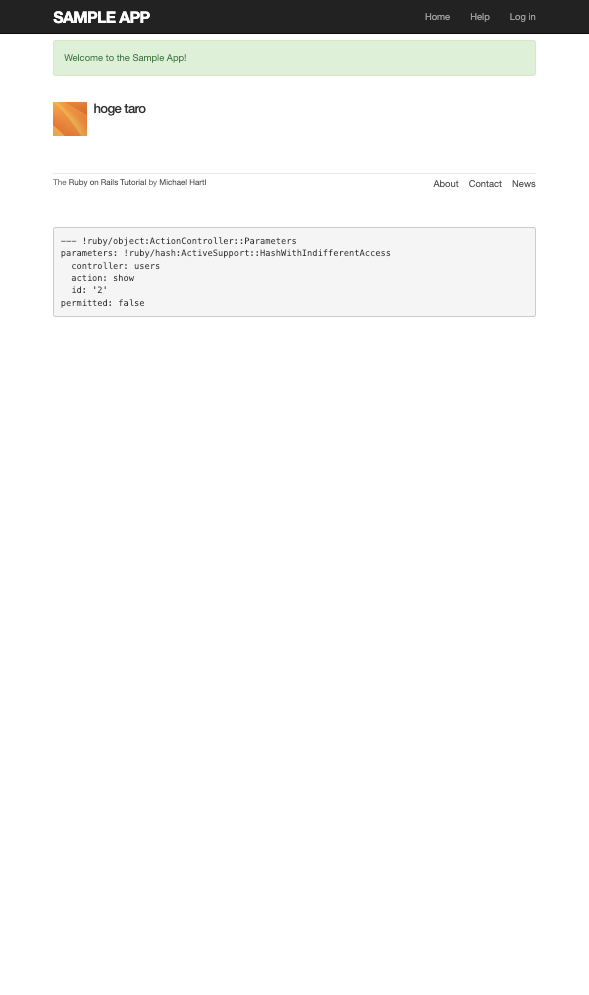 SAMPLE APP Home Help Log in
Welcome to the Sample App!
hoge taro
The Ruby on Rails Tutorial by Michael Hartl About Contact News
--- !ruby/object:ActionController::Parameters
parameters: !ruby/hash:ActiveSupport::HashWithIndifferentAccess
  controller: users
  action: show
  id: '2'
permitted: false